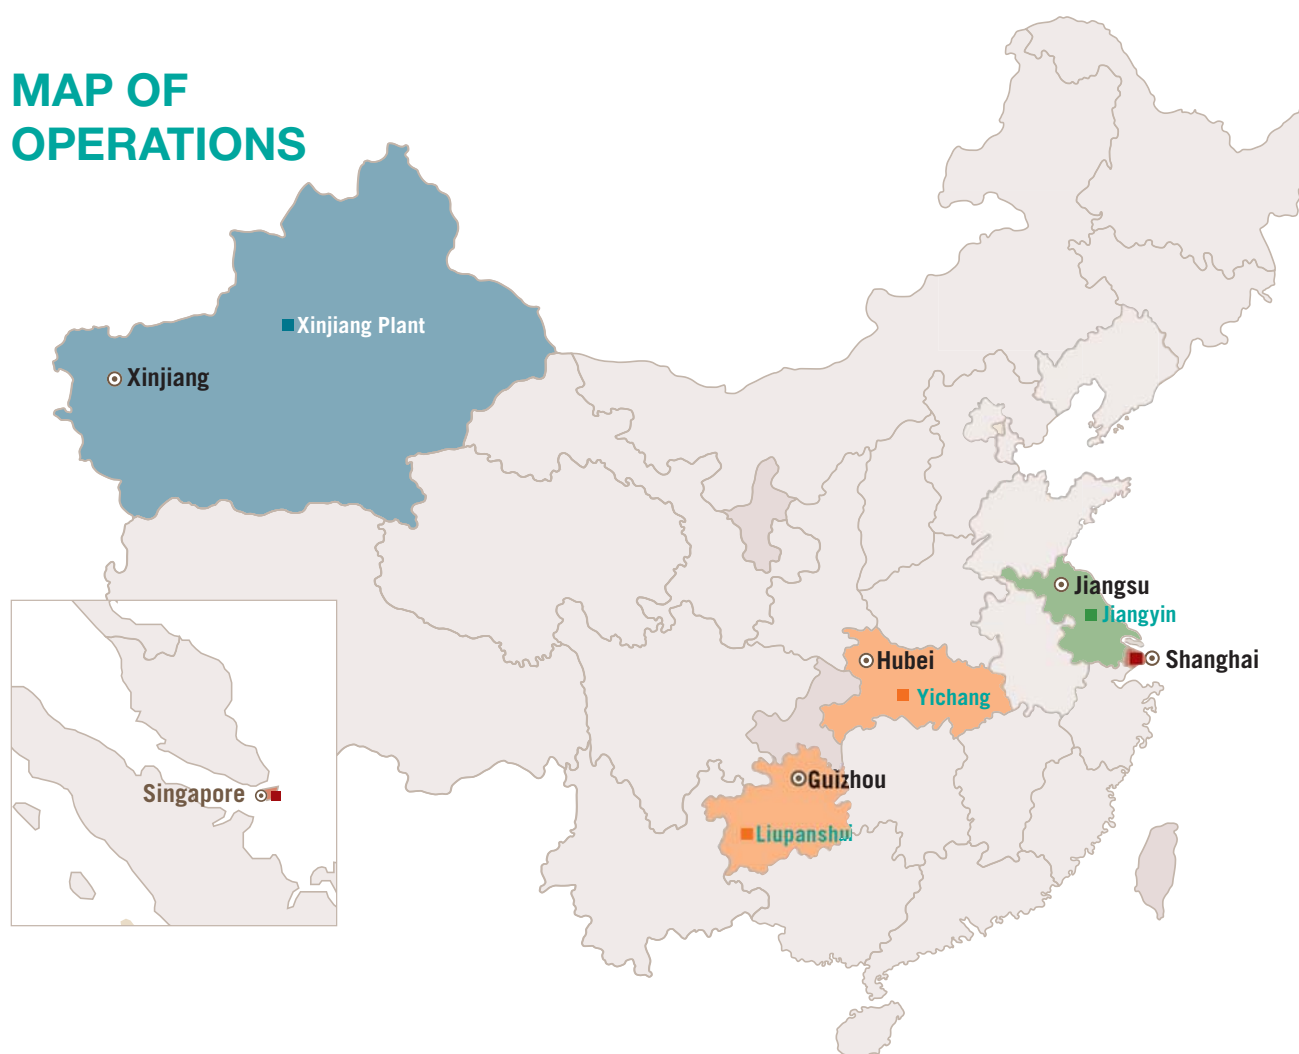 MAP OF
OPERATIONS
Xinjiang Plant
Xinjiang
Jiangsu
Jiangyin
Shanghai
Hubei
Yichang
Guizhou
Singapore
Liupanshui